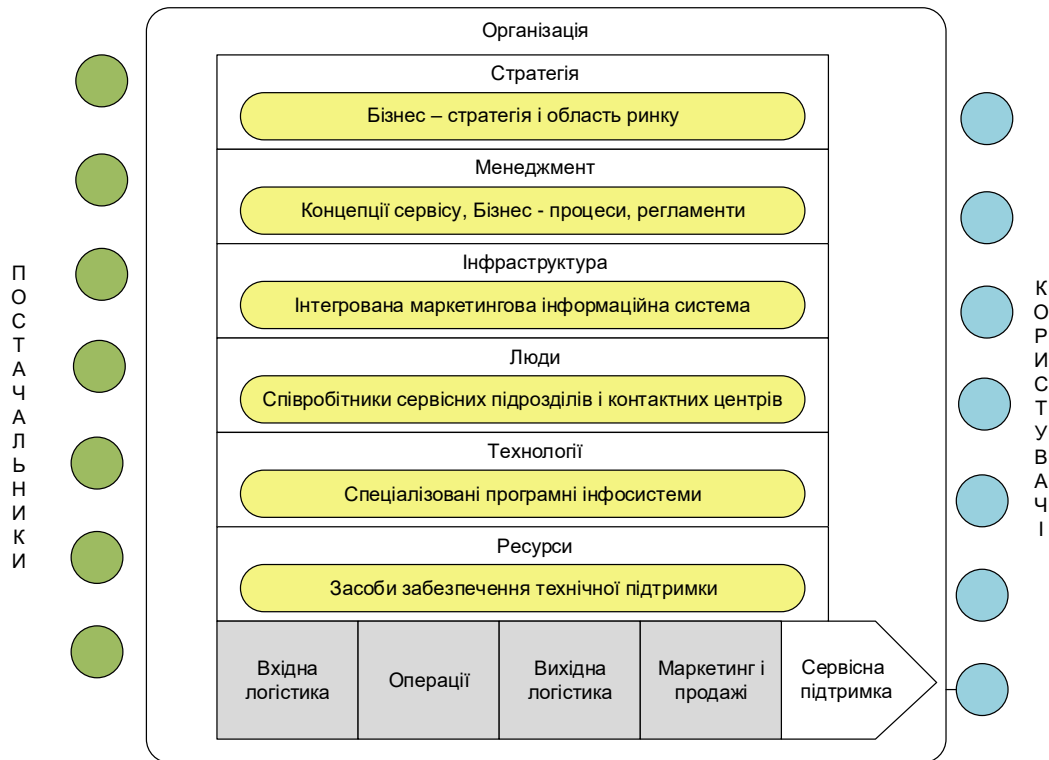 Організація
Стратегія
Бізнес – стратегія і область ринку
Менеджмент
Концепції сервісу, Бізнес - процеси, регламенти
Інфраструктура
Інтегрована маркетингова інформаційна система
Люди
Співробітники сервісних підрозділів і контактних центрів
Технології
Спеціалізовані програмні інфосистеми
Ресурси
Засоби забезпечення технічної підтримки
Вхідна
логістика
Операції
Вихідна
логістика
Маркетинг і
продажі
Сервісна
підтримка
ПОСТАЧАЛЬНИКИ
КОРИСТУВАЧІ